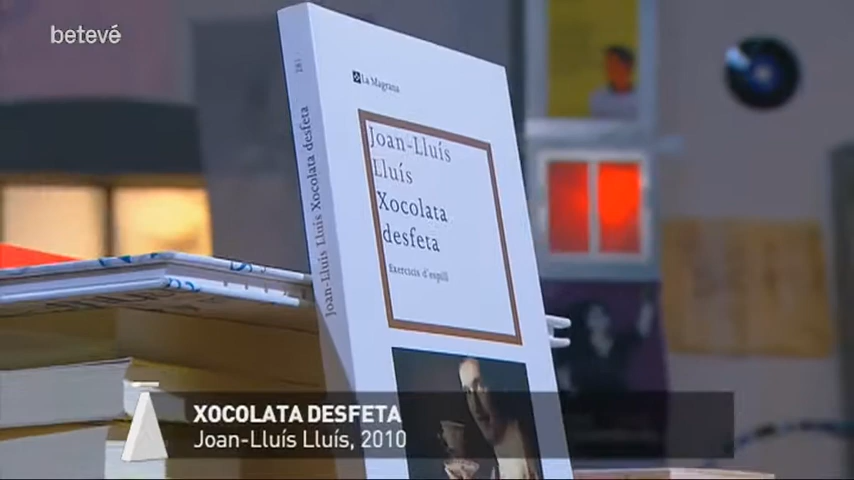 betevé
281
Joan-Lluís Lluís Xocolata desfeta
La Magrana
Joan-Lluís
Lluís
Xocolata
desfeta
Exercicis d'espill
XOCOLATA DESFETA
Joan-Lluís Lluís, 2010